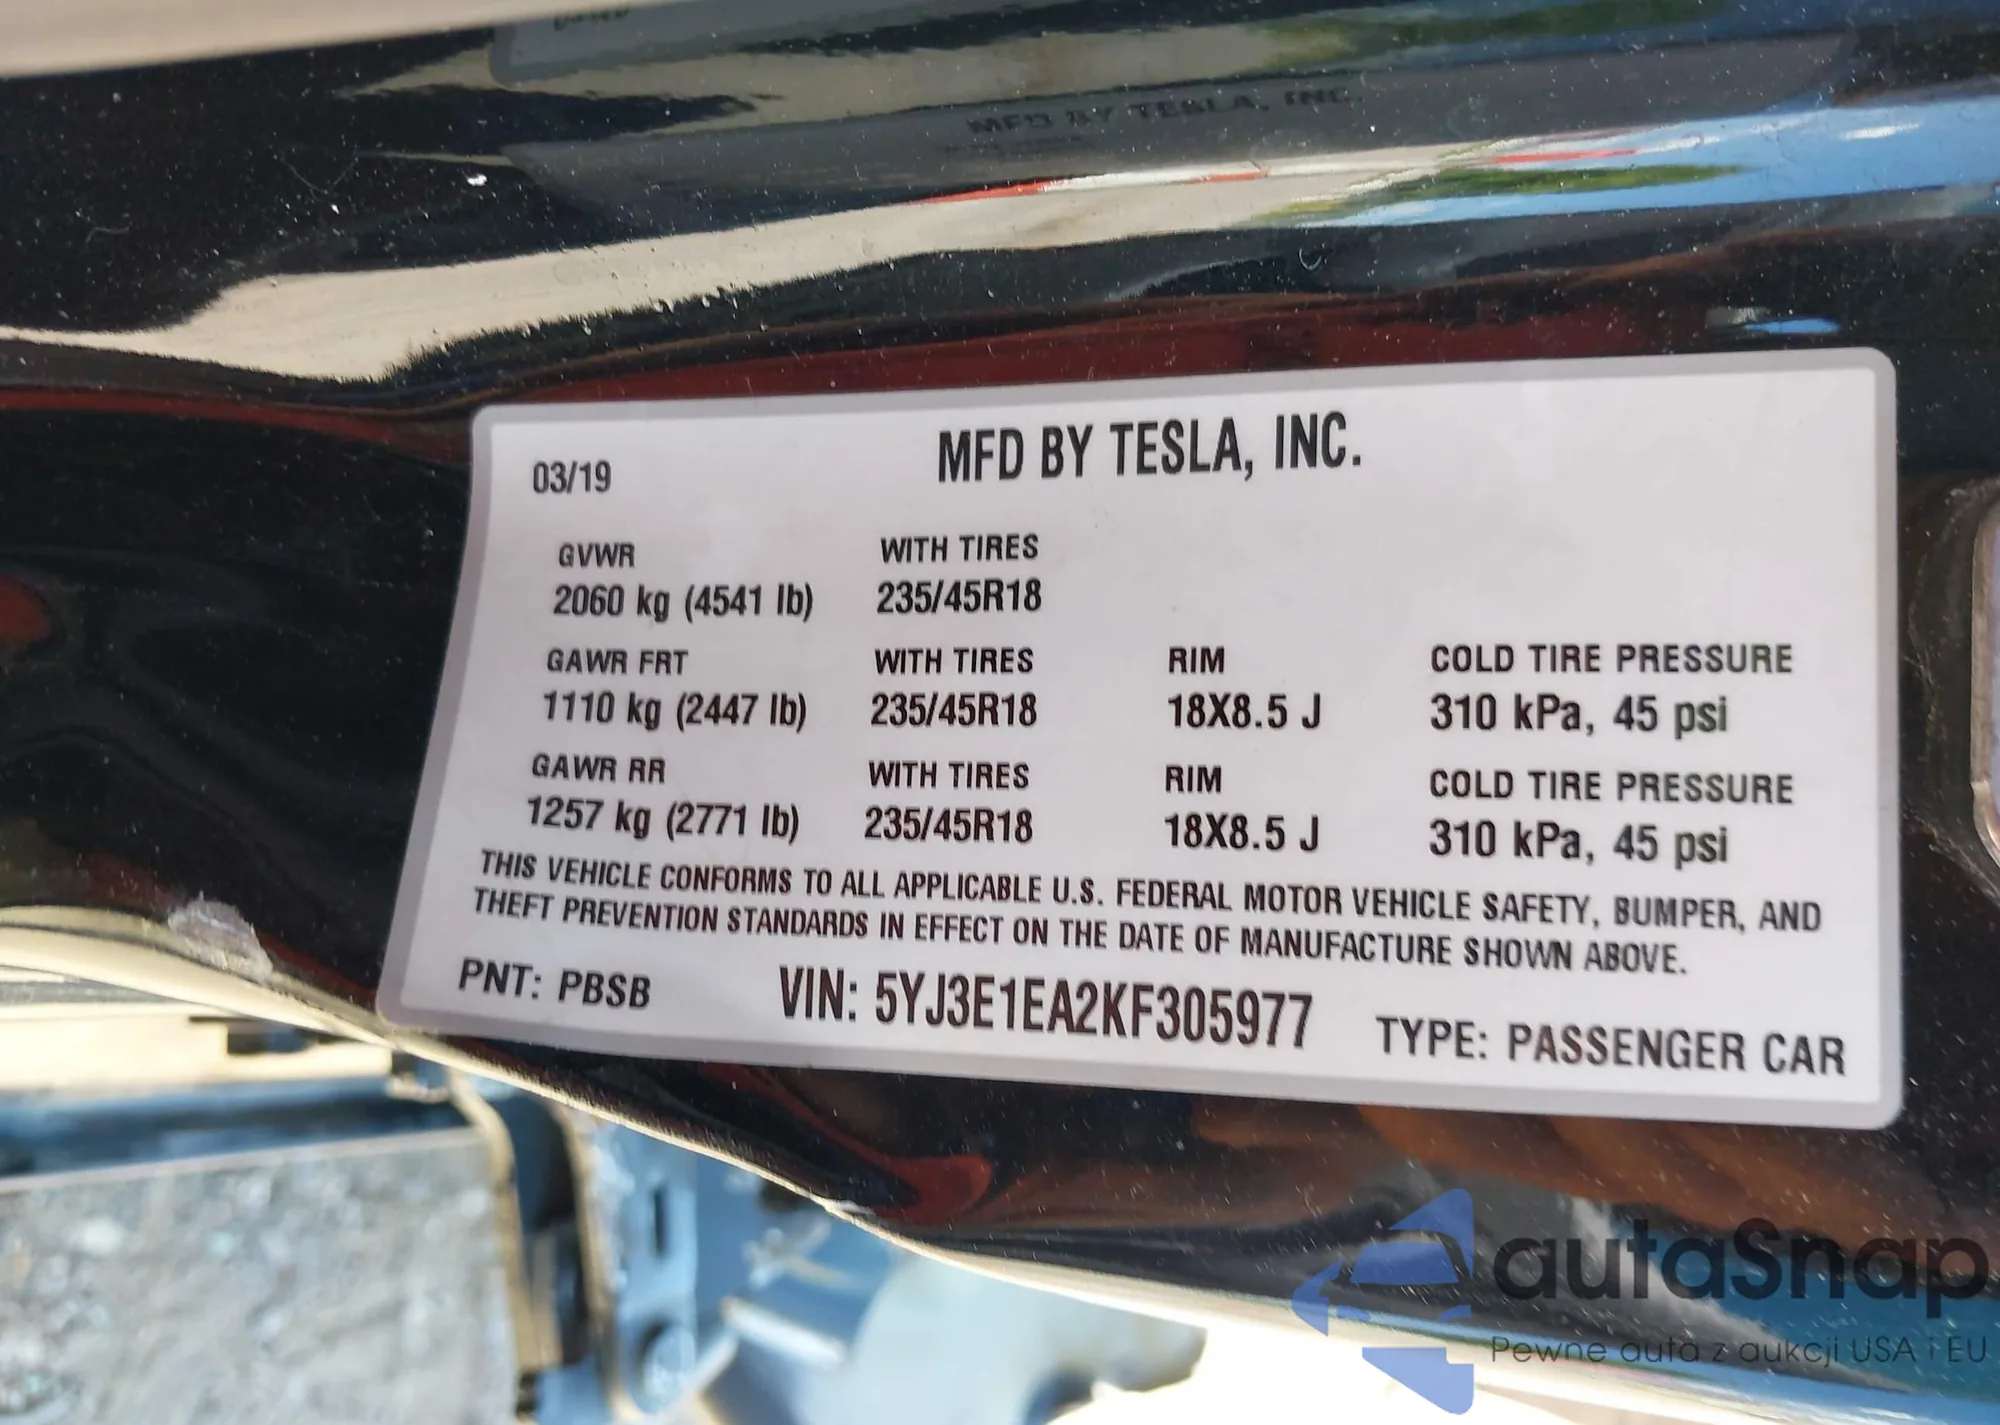 MFD BY TESLA, INC.
03/19 MFD BY TESLA, INC.
GVWR WITH TIRES
2060 kg (4541 lb) 235/45R18
GAWR FRT WITH TIRES RIM COLD TIRE PRESSURE
1110 kg (2447 lb) 235/45R18 18X8.5 J 310 kPa, 45 psi
GAWR RR WITH TIRES RIM COLD TIRE PRESSURE
1257 kg (2771 lb) 235/45R18 18X8.5 J 310 kPa, 45 psi
THIS VEHICLE CONFORMS TO ALL APPLICABLE U.S. FEDERAL MOTOR VEHICLE SAFETY, BUMPER, AND
THEFT PREVENTION STANDARDS IN EFFECT ON THE DATE OF MANUFACTURE SHOWN ABOVE.
PNT: PBSB VIN: 5YJ3E1EA2KF305977 TYPE: PASSENGER CAR
autaSnap
Pewne auta z aukcji USA i EU